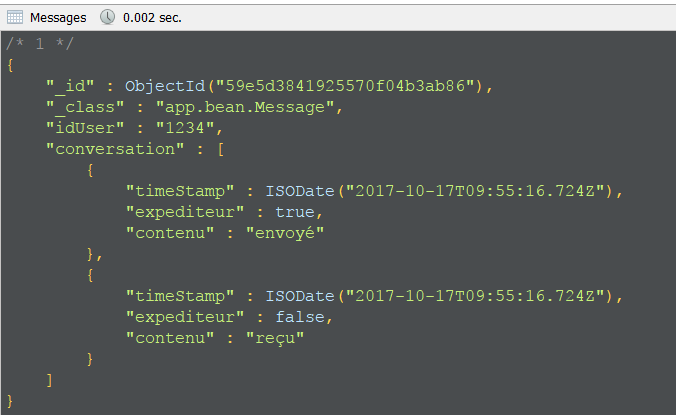 Messages 0.002 sec.
/* 1 */
{
    "_id" : ObjectId("59e5d3841925570f04b3ab86"),
    "_class" : "app.bean.Message",
    "idUser" : "1234",
    "conversation" : [
        {
            "timeStamp" : ISODate("2017-10-17T09:55:16.724Z"),
            "expediteur" : true,
            "contenu" : "envoyé"
        },
        {
            "timeStamp" : ISODate("2017-10-17T09:55:16.724Z"),
            "expediteur" : false,
            "contenu" : "reçu"
        }
    ]
}